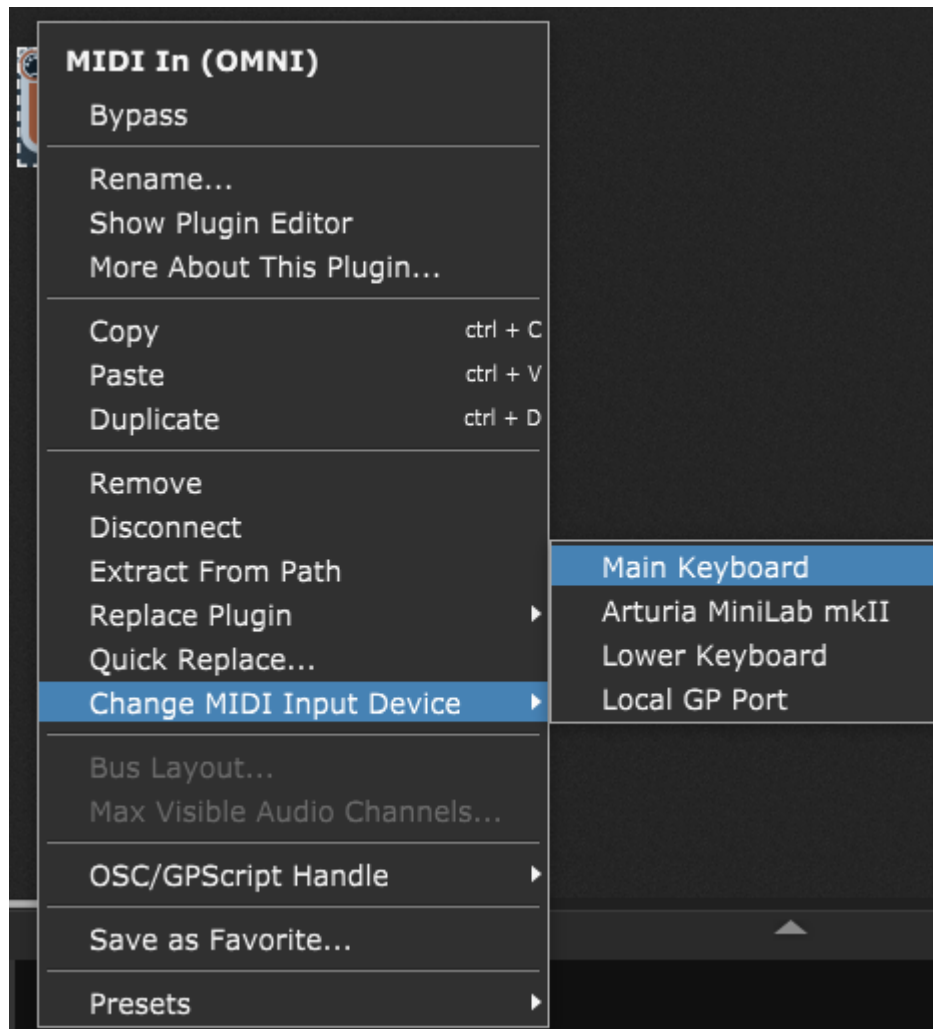 MIDI In (OMNI)
Bypass
Rename...
Show Plugin Editor
More About This Plugin...
Copy ctrl + C
Paste ctrl + V
Duplicate ctrl + D
Remove
Disconnect
Extract From Path
Replace Plugin
Quick Replace...
Change MIDI Input Device
Main Keyboard
Arturia MiniLab mkII
Lower Keyboard
Local GP Port
Bus Layout...
Max Visible Audio Channels...
OSC/GPScript Handle
Save as Favorite...
Presets